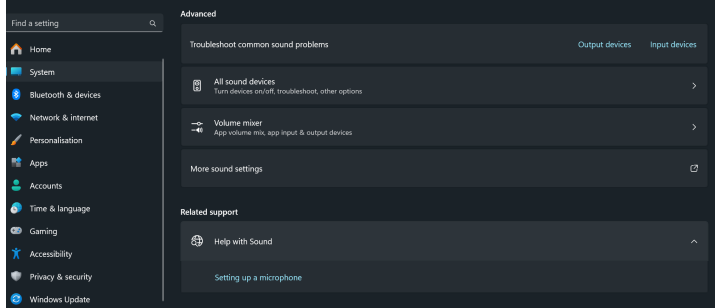 Find a setting
Home
System
Bluetooth & devices
Network & internet
Personalisation
Apps
Accounts
Time & language
Gaming
Accessibility
Privacy & security
Windows Update
Advanced
Troubleshoot common sound problems
Output devices
Input devices
All sound devices
Turn devices on/off, troubleshoot, other options
Volume mixer
App volume mix, app input & output devices
More sound settings
Related support
Help with Sound
Setting up a microphone